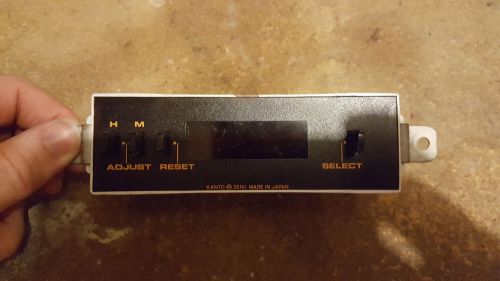 H M
ADJUST RESET SELECT
KANTO SEIKI MADE IN JAPAN